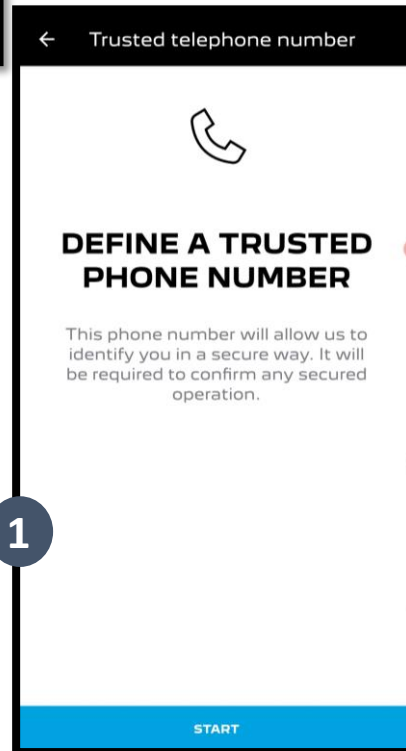 Trusted telephone number
DEFINE A TRUSTED
PHONE NUMBER
This phone number will allow us to
identify you in a secure way. It will
be required to confirm any secured
operation.
1
START